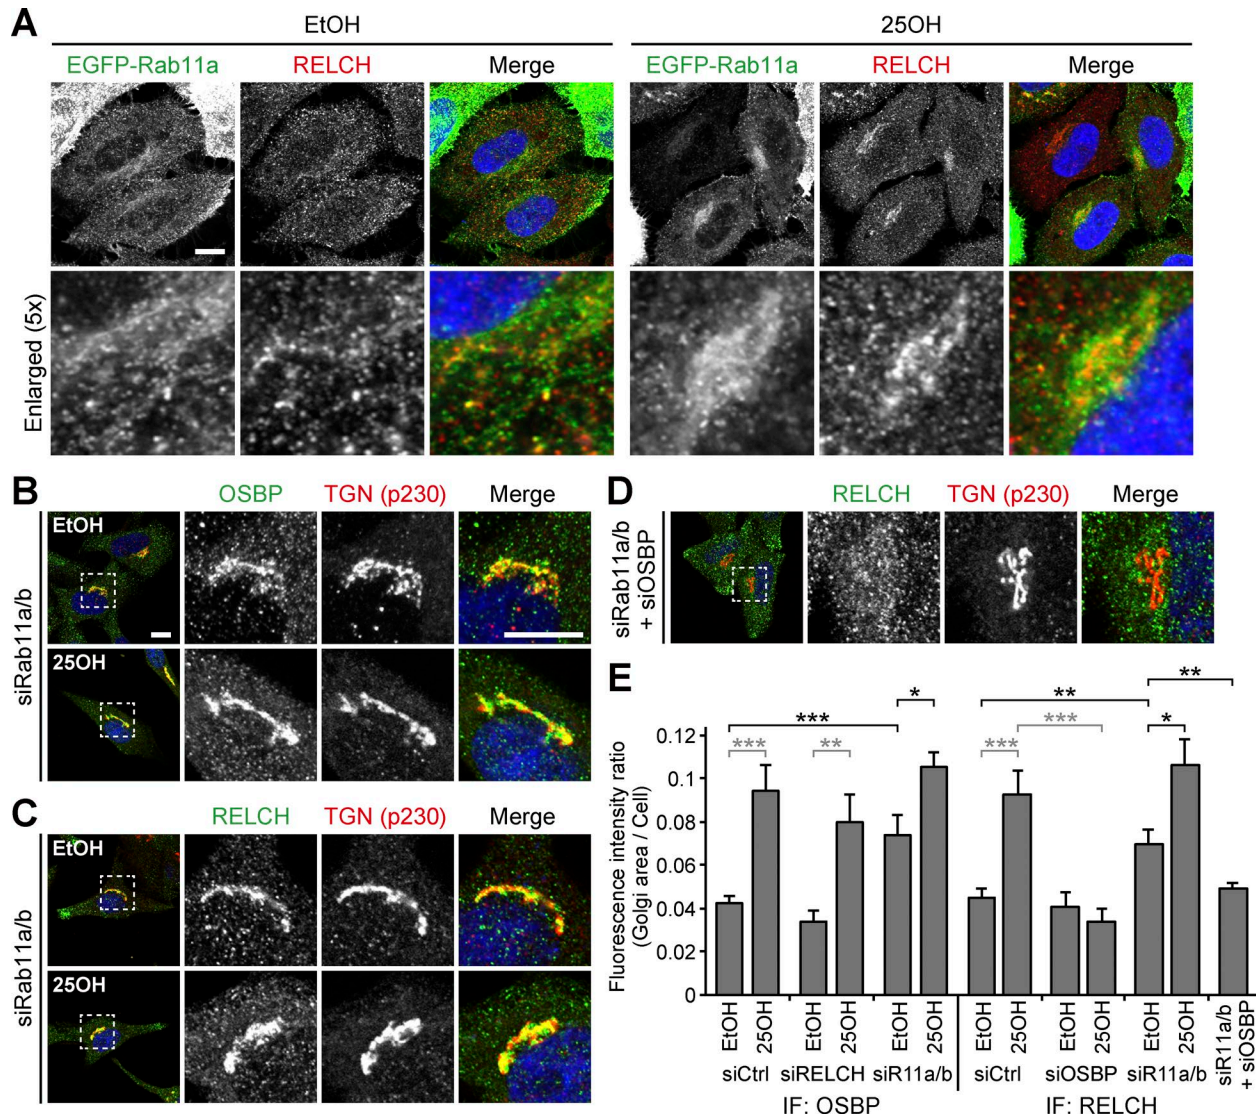 A
EtOH
25OH
EGFP-Rab11a RELCH Merge
EGFP-Rab11a RELCH Merge
Enlarged (5x)
B
OSBP TGN (p230) Merge
siRab11a/b
EtOH
25OH
C
RELCH TGN (p230) Merge
siRab11a/b
EtOH
25OH
D
RELCH TGN (p230) Merge
siRab11a/b
+ siOSBP
E
Fluorescence intensity ratio
(Golgi area / Cell)
0.12
0.1
0.08
0.06
0.04
0.02
0
*** *** ** * ** *** *** * **
EtOH 25OH EtOH 25OH EtOH 25OH EtOH 25OH EtOH 25OH EtOH 25OH
siCtrl siRELCH siR11a/b siCtrl siOSBP siR11a/b
siR11a/b
+ siOSBP
IF: OSBP IF: RELCH